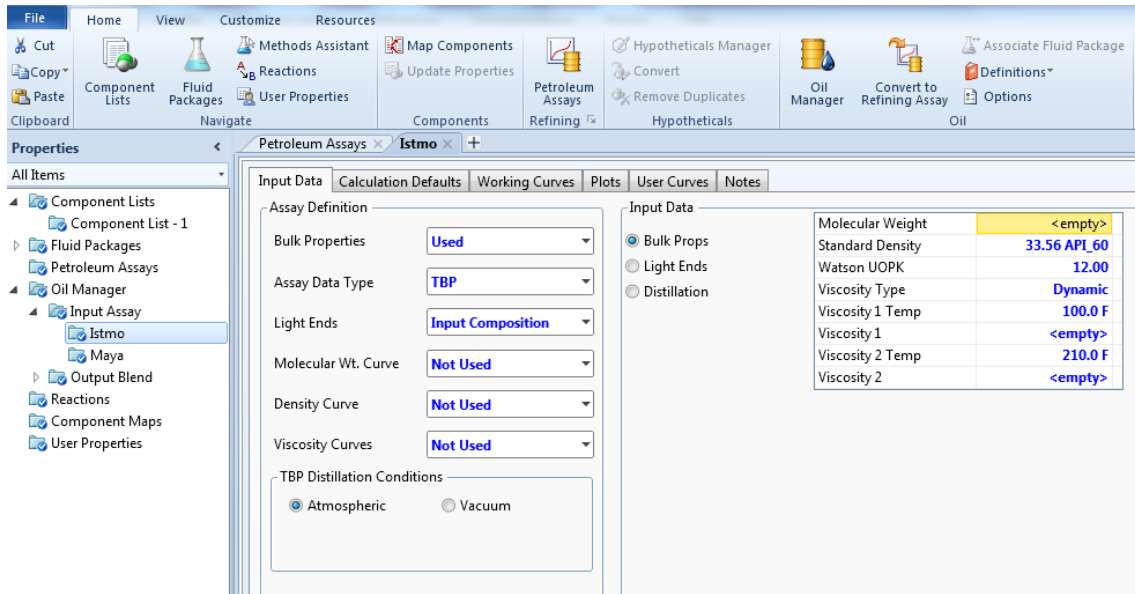 File Home View Customize Resources
Cut Methods Assistant Map Components Hypotheticals Manager Associate Fluid Package
Copy Reactions Update Properties Convert Definitions
Paste Component Lists Fluid Packages User Properties Petroleum Assays Remove Duplicates Oil Manager Convert to Refining Assay Options
Clipboard Navigate Components Refining Hypotheticals Oil
Properties < Petroleum Assays Istmo +
All Items
Component Lists
Component List - 1
Fluid Packages
Petroleum Assays
Oil Manager
Input Assay
Istmo
Maya
Output Blend
Reactions
Component Maps
User Properties
Input Data Calculation Defaults Working Curves Plots User Curves Notes
Assay Definition
Bulk Properties Used
Assay Data Type TBP
Light Ends Input Composition
Molecular Wt. Curve Not Used
Density Curve Not Used
Viscosity Curves Not Used
TBP Distillation Conditions
Atmospheric Vacuum
Input Data
Bulk Props
Light Ends
Distillation
Molecular Weight <empty>
Standard Density 33.56 API_60
Watson UOPK 12.00
Viscosity Type Dynamic
Viscosity 1 Temp 100.0 F
Viscosity 1 <empty>
Viscosity 2 Temp 210.0 F
Viscosity 2 <empty>